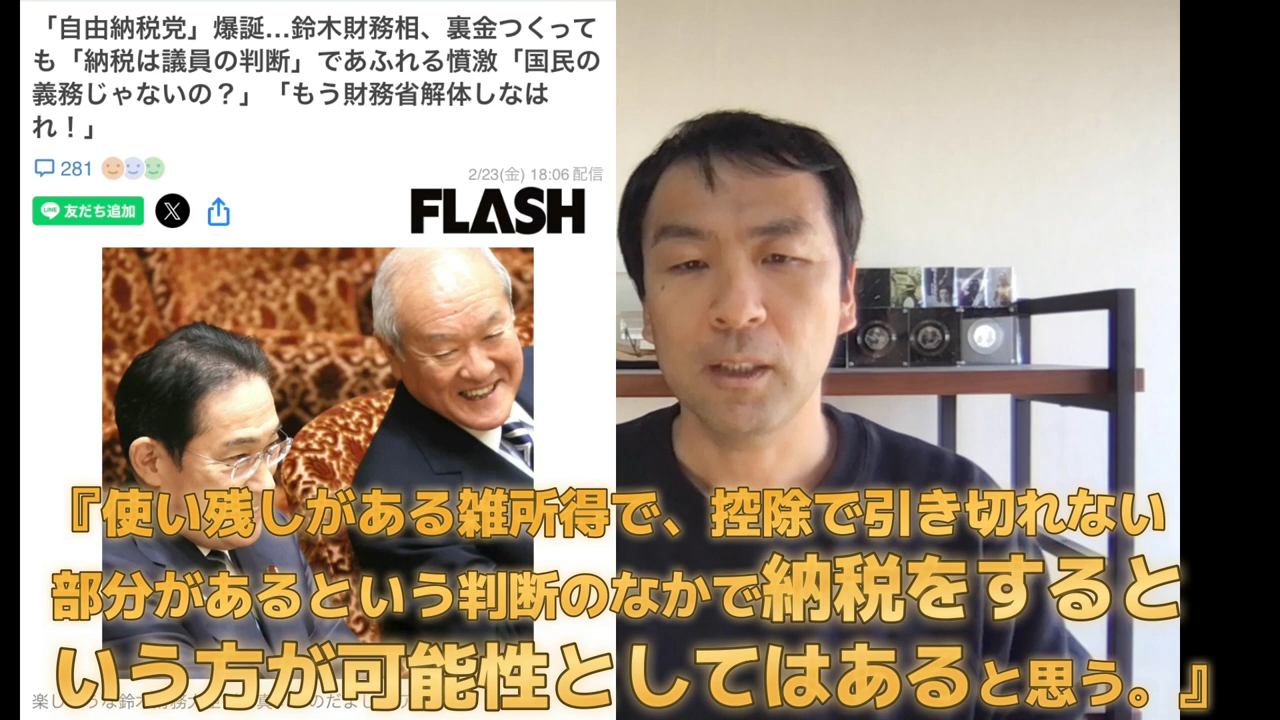 「自由納税党」爆誕…鈴木財務相、裏金つくって
も「納税は議員の判断」であふれる憤激「国民の
義務じゃないの？」「もう財務省解体しなは
れ！」
281
2/23(金) 18:06配信
LINE 友だち追加
X
FLASH
『使い残しがある雑所得で、控除で引き切れない
部分があるという判断のなかで納税をすると
いう方が可能性としてはあると思う。』
楽し